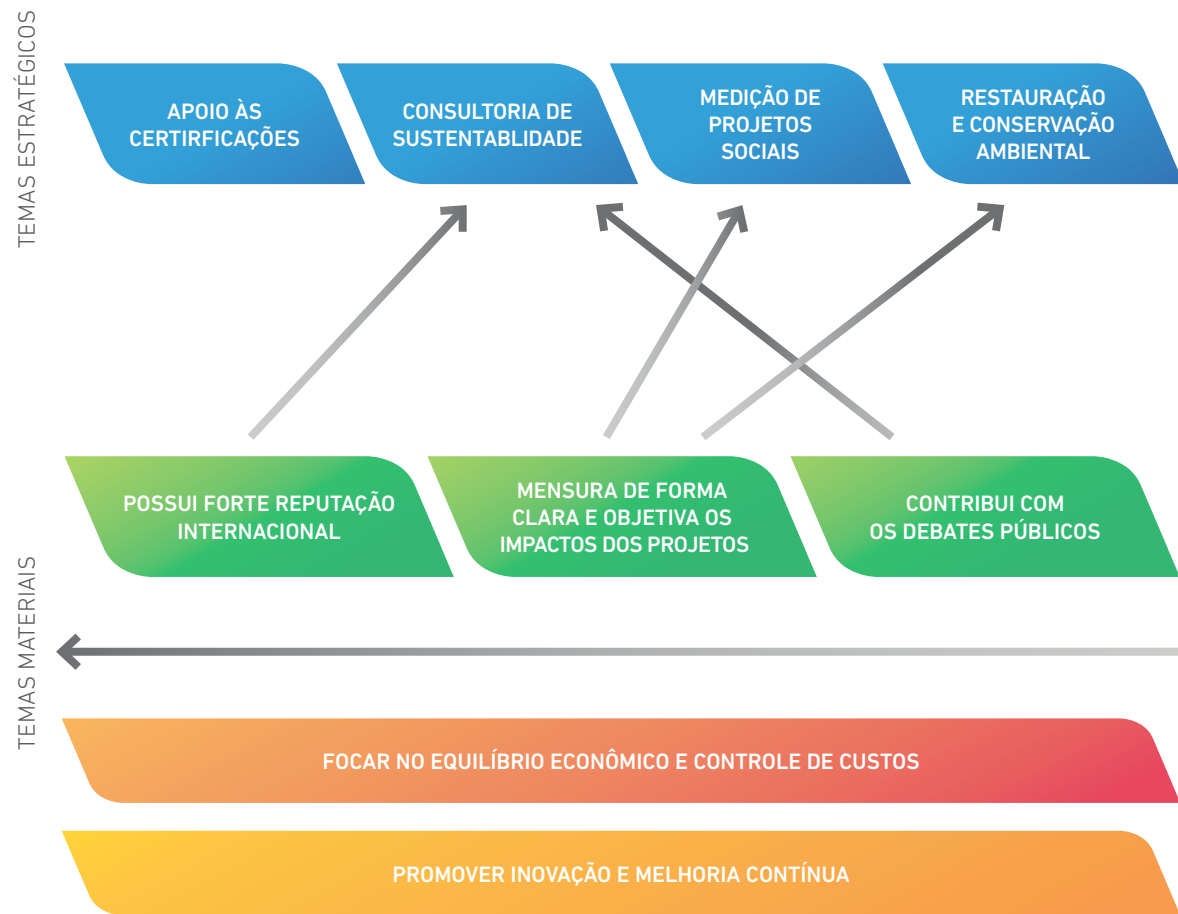 TEMAS ESTRATÉGICOS
APOIO ÀS
CERTIRFICAÇÕES
CONSULTORIA DE
SUSTENTABLIDADE
MEDIÇÃO DE
PROJETOS
SOCIAIS
RESTAURAÇÃO
E CONSERVAÇÃO
AMBIENTAL
TEMAS MATERIAIS
POSSUI FORTE REPUTAÇÃO
INTERNACIONAL
MENSURA DE FORMA
CLARA E OBJETIVA OS
IMPACTOS DOS PROJETOS
CONTRIBUI COM
OS DEBATES PÚBLICOS
FOCAR NO EQUILÍBRIO ECONÔMICO E CONTROLE DE CUSTOS
PROMOVER INOVAÇÃO E MELHORIA CONTÍNUA